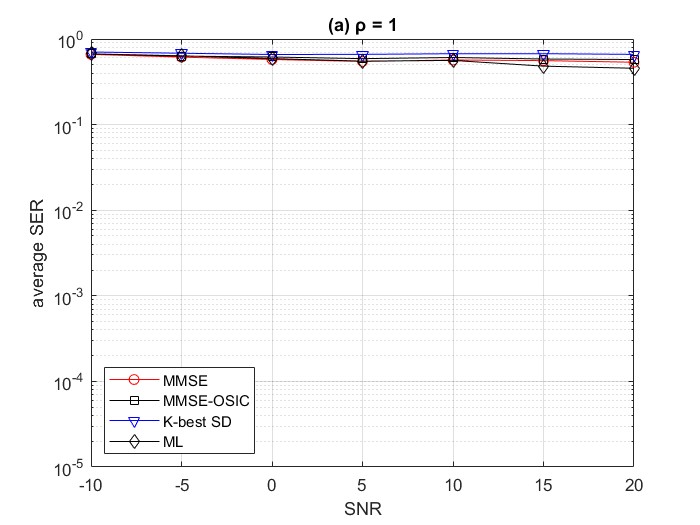 (a) ρ = 1
10^0
10^-1
10^-2
10^-3
10^-4
10^-5
average SER
MMSE
MMSE-OSIC
K-best SD
ML
-10 -5 0 5 10 15 20
SNR